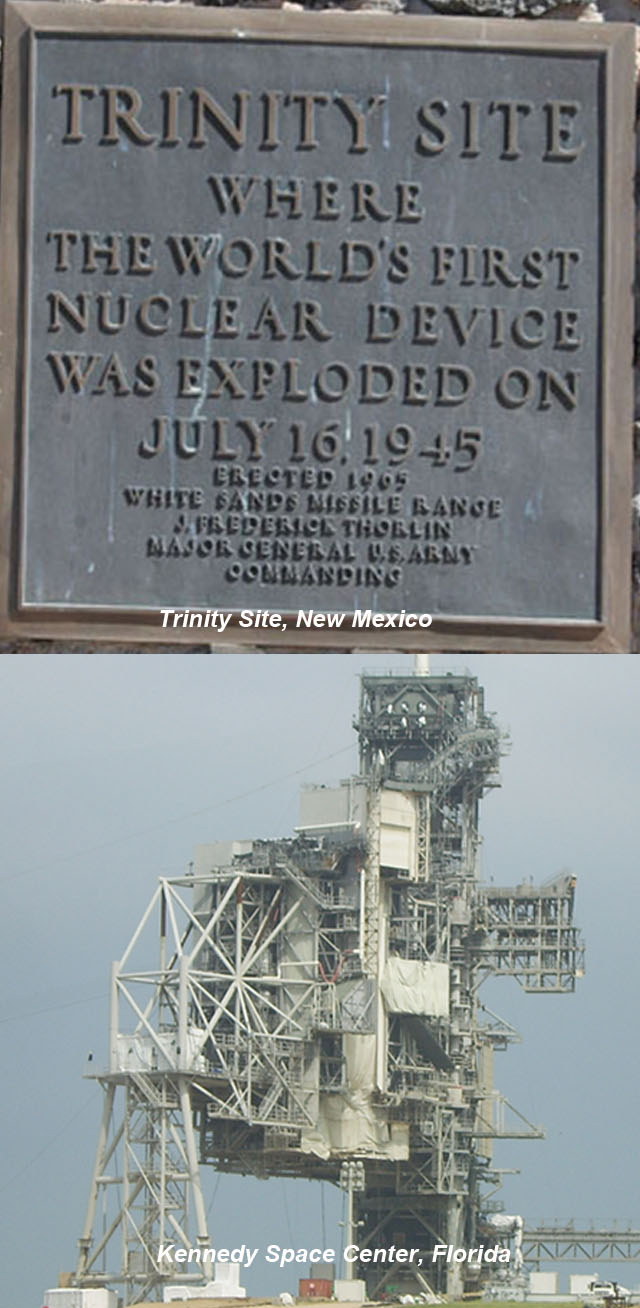 TRINITY SITE
WHERE
THE WORLD'S FIRST
NUCLEAR DEVICE
WAS EXPLODED ON
JULY 16, 1945
ERECTED 1965
WHITE SANDS MISSILE RANGE
J. FREDERICK THORLIN
MAJOR GENERAL U.S. ARMY
COMMANDING
Trinity Site, New Mexico
Kennedy Space Center, Florida